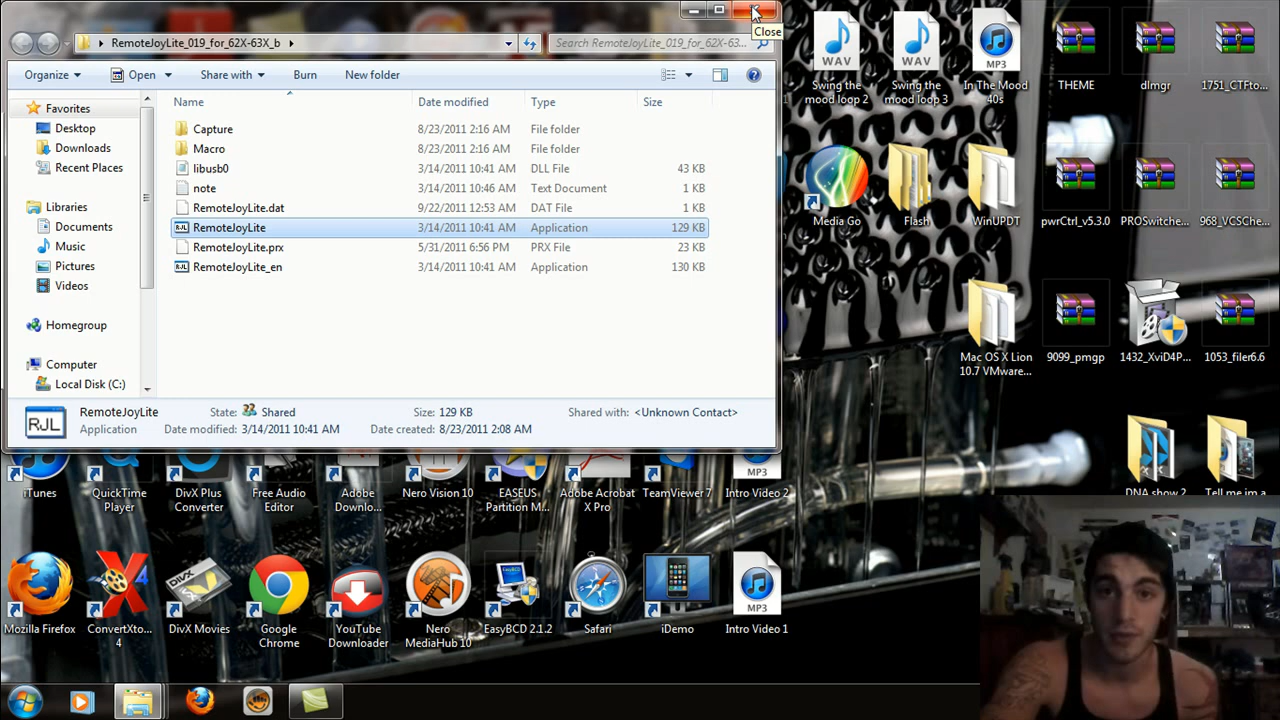 Close
RemoteJoyLite_019_for_62X-63X_b
Search RemoteJoyLite_019_for_62X-63...
Organize Open Share with Burn New folder
Name Date modified Type Size
Favorites
Desktop
Downloads
Recent Places
Libraries
Documents
Music
Pictures
Videos
Homegroup
Computer
Local Disk (C:)
Capture 8/23/2011 2:16 AM File folder
Macro 8/23/2011 2:16 AM File folder
libusb0 3/14/2011 10:41 AM DLL File 43 KB
note 3/14/2011 10:46 AM Text Document 1 KB
RemoteJoyLite.dat 9/22/2011 12:53 AM DAT File 1 KB
RJL RemoteJoyLite 3/14/2011 10:41 AM Application 129 KB
RemoteJoyLite.prx 5/31/2011 6:56 PM PRX File 23 KB
RJL RemoteJoyLite_en 3/14/2011 10:41 AM Application 130 KB
RJL
RemoteJoyLite State: Shared Size: 129 KB Shared with: <Unknown Contact>
Application Date modified: 3/14/2011 10:41 AM Date created: 8/23/2011 2:08 AM
WAV WAV MP3
Swing the mood loop 2
Swing the mood loop 3
In The Mood 40s
THEME
dlmgr
1751_CTFto...
Media Go
Flash
WinUPDT
pwrCtrl_v5.3.0
PROSwitche...
968_VCSChe...
Mac OS X Lion 10.7 VMware...
9099_pmgp
1432_XviD4P...
1053_filer6.6
MP3
iTunes
QuickTime Player
DivX Plus Converter
Free Audio Editor
Adobe Downlo...
Nero Vision 10
EASEUS Partition M...
Adobe Acrobat X Pro
TeamViewer 7
Intro Video 2
DNA show 2
Tell me im a
MP3
Mozilla Firefox
ConvertXto... 4
DivX Movies
Google Chrome
YouTube Downloader
Nero MediaHub 10
EasyBCD 2.1.2
Safari
iDemo
Intro Video 1